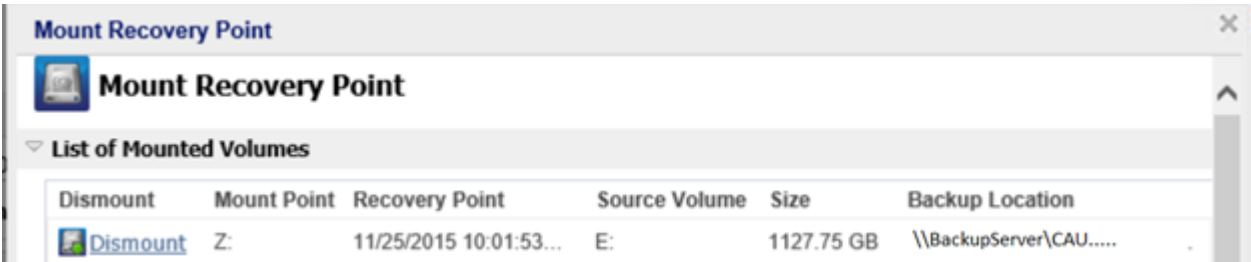 Mount Recovery Point
Mount Recovery Point
List of Mounted Volumes
Dismount Mount Point Recovery Point Source Volume Size Backup Location
Dismount Z: 11/25/2015 10:01:53... E: 1127.75 GB \\BackupServer\CAU..... .